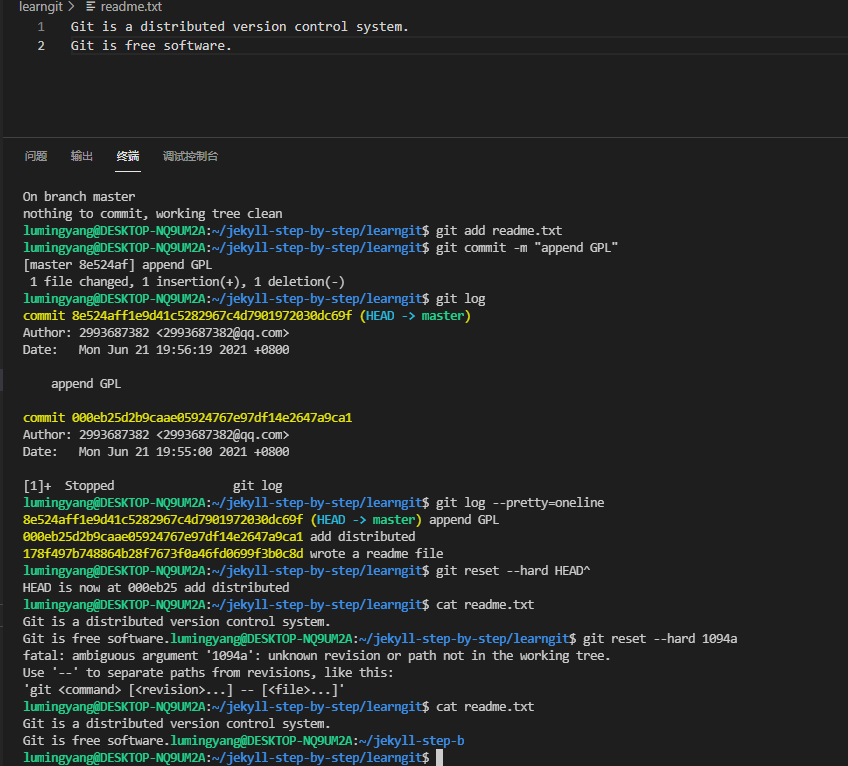 learngit > readme.txt
1 Git is a distributed version control system.
2 Git is free software.
问题 输出 终端 调试控制台
On branch master
nothing to commit, working tree clean
lumingyang@DESKTOP-NQ9UM2A:~/jekyll-step-by-step/learngit$ git add readme.txt
lumingyang@DESKTOP-NQ9UM2A:~/jekyll-step-by-step/learngit$ git commit -m "append GPL"
[master 8e524af] append GPL
1 file changed, 1 insertion(+), 1 deletion(-)
lumingyang@DESKTOP-NQ9UM2A:~/jekyll-step-by-step/learngit$ git log
commit 8e524aff1e9d41c5282967c4d7901972030dc69f (HEAD -> master)
Author: 2993687382 <2993687382@qq.com>
Date:   Mon Jun 21 19:56:19 2021 +0800
append GPL
commit 000eb25d2b9caae05924767e97df14e2647a9ca1
Author: 2993687382 <2993687382@qq.com>
Date:   Mon Jun 21 19:55:00 2021 +0800
[1]+  Stopped                 git log
lumingyang@DESKTOP-NQ9UM2A:~/jekyll-step-by-step/learngit$ git log --pretty=oneline
8e524aff1e9d41c5282967c4d7901972030dc69f (HEAD -> master) append GPL
000eb25d2b9caae05924767e97df14e2647a9ca1 add distributed
178f497b748864b28f7673f0a46fd0699f3b0c8d wrote a readme file
lumingyang@DESKTOP-NQ9UM2A:~/jekyll-step-by-step/learngit$ git reset --hard HEAD^
HEAD is now at 000eb25 add distributed
lumingyang@DESKTOP-NQ9UM2A:~/jekyll-step-by-step/learngit$ cat readme.txt
Git is a distributed version control system.
Git is free software.lumingyang@DESKTOP-NQ9UM2A:~/jekyll-step-by-step/learngit$ git reset --hard 1094a
fatal: ambiguous argument '1094a': unknown revision or path not in the working tree.
Use '--' to separate paths from revisions, like this:
'git <command> [<revision>...] -- [<file>...]'
lumingyang@DESKTOP-NQ9UM2A:~/jekyll-step-by-step/learngit$ cat readme.txt
Git is a distributed version control system.
Git is free software.lumingyang@DESKTOP-NQ9UM2A:~/jekyll-step-b
lumingyang@DESKTOP-NQ9UM2A:~/jekyll-step-by-step/learngit$